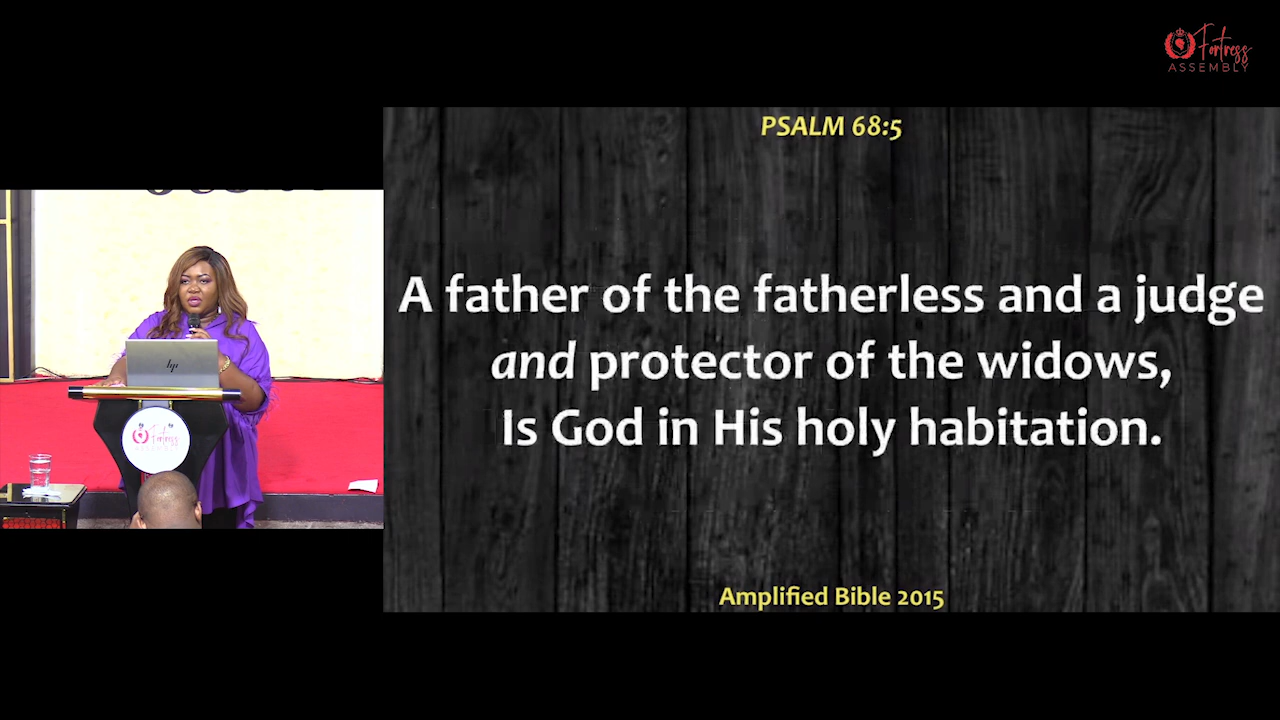 Fortress
ASSEMBLY
PSALM 68:5
A father of the fatherless and a judge
and protector of the widows,
Is God in His holy habitation.
Amplified Bible 2015
hp
Fortress